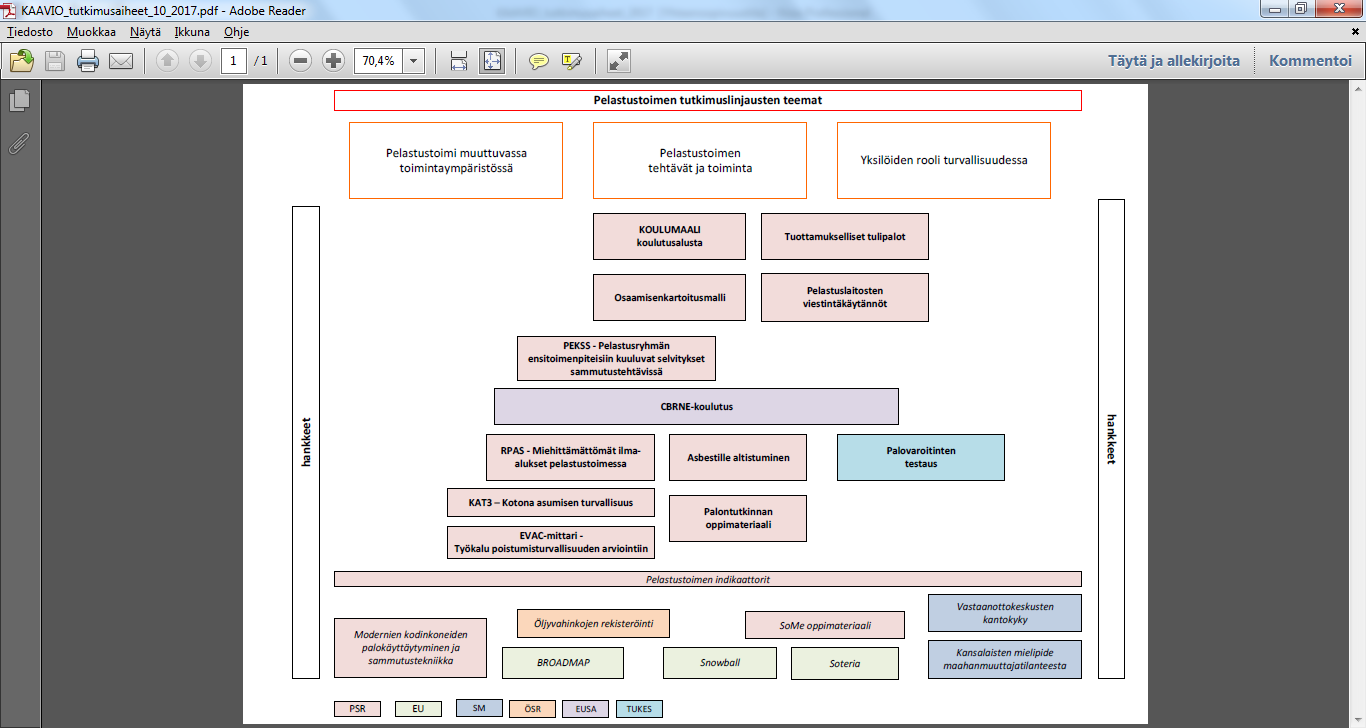 KAAVIO_tutkimusaiheet_10_2017.pdf - Adobe Reader
Tiedosto Muokkaa Näytä Ikkuna Ohje
1 / 1 70,4% Täytä ja allekirjoita Kommentoi
Pelastustoimen tutkimuslinjausten teemat
Pelastustoimi muuttuvassa
toimintaympäristössä
Pelastustoimen
tehtävät ja toiminta
Yksilöiden rooli turvallisuudessa
hankkeet
hankkeet
KOULUMAALI
koulutusalusta
Tuottamukselliset tulipalot
Osaamisenkartoitusmalli
Pelastuslaitosten
viestintäkäytännöt
PEKSS - Pelastusryhmän
ensitoimenpiteisiin kuuluvat selvitykset
sammutustehtävissä
CBRNE-koulutus
RPAS - Miehittämättömät ilma-
alukset pelastustoimessa
Asbestille altistuminen
Palovaroitinten
testaus
KAT3 – Kotona asumisen turvallisuus
Palontutkinnan
oppimateriaali
EVAC-mittari -
Työkalu poistumisturvallisuuden arviointiin
Pelastustoimen indikaattorit
Modernien kodinkoneiden
palokäyttäytyminen ja
sammutustekniikka
Öljyvahinkojen rekisteröinti
SoMe oppimateriaali
Vastaanottokeskusten
kantokyky
BROADMAP
Snowball
Soteria
Kansalaisten mielipide
maahanmuuttajatilanteesta
PSR EU SM ÖSR EUSA TUKES